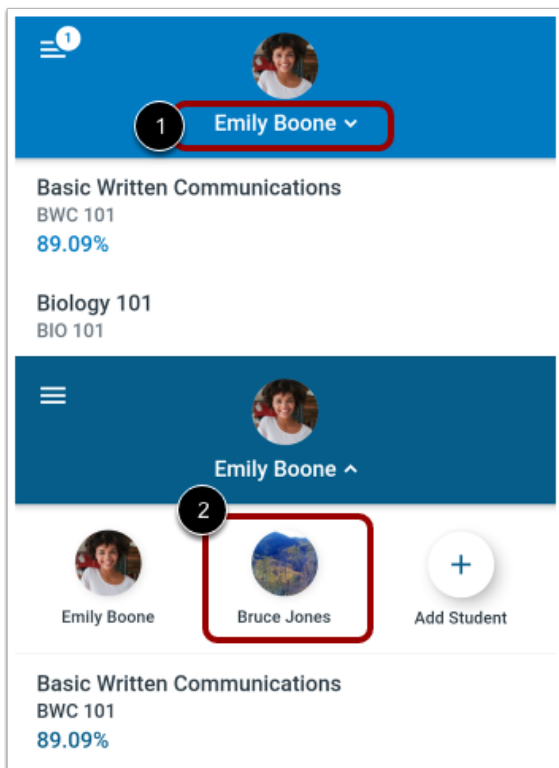 1
1
Emily Boone
Basic Written Communications
BWC 101
89.09%
Biology 101
BIO 101
Emily Boone
2
Emily Boone
Bruce Jones
+
Add Student
Basic Written Communications
BWC 101
89.09%